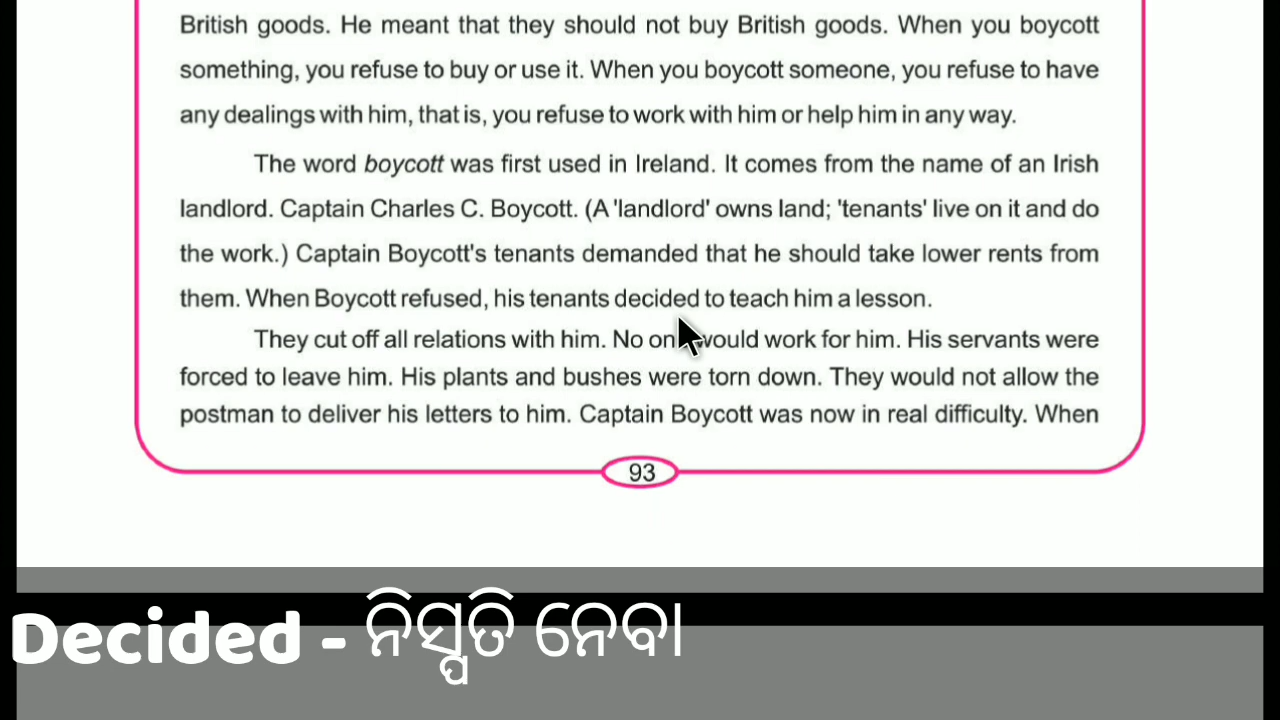 British goods. He meant that they should not buy British goods. When you boycott
something, you refuse to buy or use it. When you boycott someone, you refuse to have
any dealings with him, that is, you refuse to work with him or help him in any way.
The word boycott was first used in Ireland. It comes from the name of an Irish
landlord. Captain Charles C. Boycott. (A 'landlord' owns land; 'tenants' live on it and do
the work.) Captain Boycott's tenants demanded that he should take lower rents from
them. When Boycott refused, his tenants decided to teach him a lesson.
They cut off all relations with him. No one would work for him. His servants were
forced to leave him. His plants and bushes were torn down. They would not allow the
postman to deliver his letters to him. Captain Boycott was now in real difficulty. When
93
Decided - ନିସ୍ପତି ନେବା